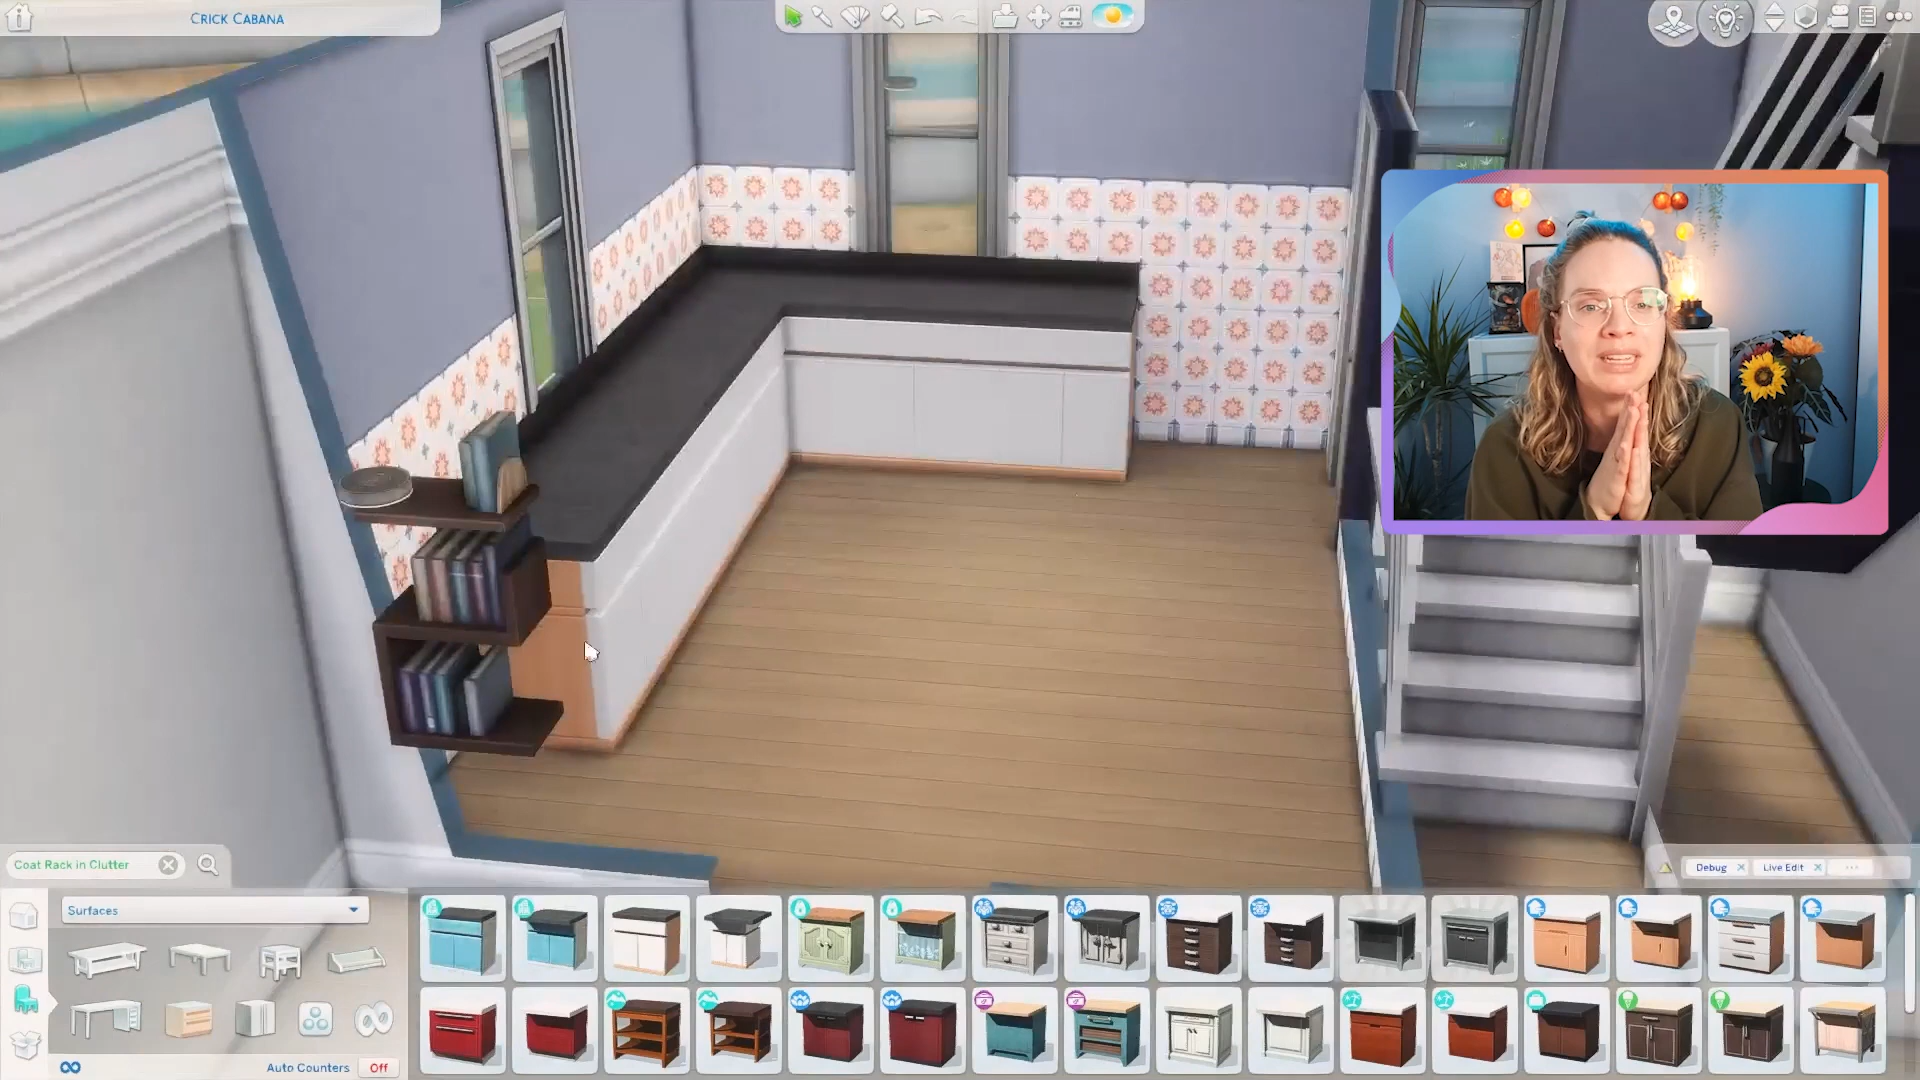 Crick Cabana
Coat Rack in Clutter
Debug
Live Edit
Surfaces
Auto Counters
Off